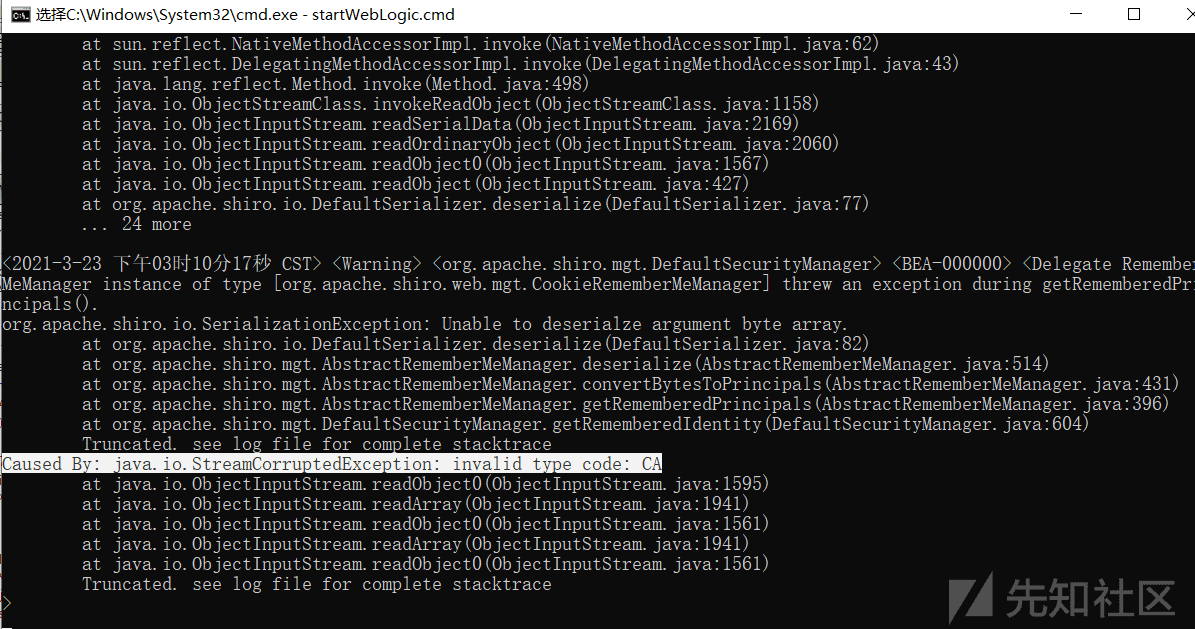 选择C:\Windows\System32\cmd.exe - startWebLogic.cmd
at sun.reflect.NativeMethodAccessorImpl.invoke(NativeMethodAccessorImpl.java:62)
at sun.reflect.DelegatingMethodAccessorImpl.invoke(DelegatingMethodAccessorImpl.java:43)
at java.lang.reflect.Method.invoke(Method.java:498)
at java.io.ObjectStreamClass.invokeReadObject(ObjectStreamClass.java:1158)
at java.io.ObjectInputStream.readSerialData(ObjectInputStream.java:2169)
at java.io.ObjectInputStream.readOrdinaryObject(ObjectInputStream.java:2060)
at java.io.ObjectInputStream.readObject0(ObjectInputStream.java:1567)
at java.io.ObjectInputStream.readObject(ObjectInputStream.java:427)
at org.apache.shiro.io.DefaultSerializer.deserialize(DefaultSerializer.java:77)
... 24 more
<2021-3-23 下午03时10分17秒 CST> <Warning> <org.apache.shiro.mgt.DefaultSecurityManager> <BEA-000000> <Delegate Remember
MeManager instance of type [org.apache.shiro.web.mgt.CookieRememberMeManager] threw an exception during getRememberedPri
ncipals().
org.apache.shiro.io.SerializationException: Unable to deserialze argument byte array.
at org.apache.shiro.io.DefaultSerializer.deserialize(DefaultSerializer.java:82)
at org.apache.shiro.mgt.AbstractRememberMeManager.deserialize(AbstractRememberMeManager.java:514)
at org.apache.shiro.mgt.AbstractRememberMeManager.convertBytesToPrincipals(AbstractRememberMeManager.java:431)
at org.apache.shiro.mgt.AbstractRememberMeManager.getRememberedPrincipals(AbstractRememberMeManager.java:396)
at org.apache.shiro.mgt.DefaultSecurityManager.getRememberedIdentity(DefaultSecurityManager.java:604)
Truncated. see log file for complete stacktrace
Caused By: java.io.StreamCorruptedException: invalid type code: CA
at java.io.ObjectInputStream.readObject0(ObjectInputStream.java:1595)
at java.io.ObjectInputStream.readArray(ObjectInputStream.java:1941)
at java.io.ObjectInputStream.readObject0(ObjectInputStream.java:1561)
at java.io.ObjectInputStream.readArray(ObjectInputStream.java:1941)
at java.io.ObjectInputStream.readObject0(ObjectInputStream.java:1561)
Truncated. see log file for complete stacktrace
>
先知社区